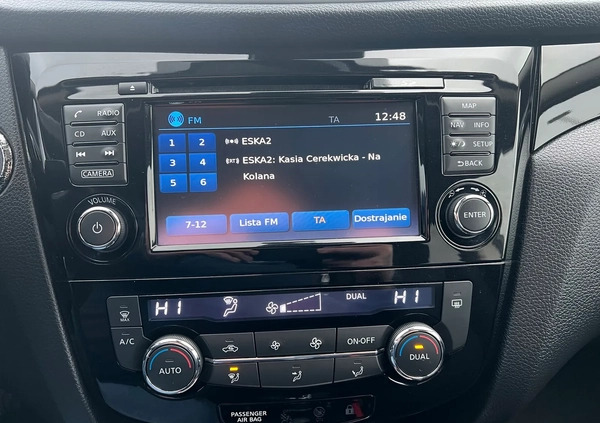 RADIO
CD AUX
CAMERA
VOLUME
FM TA 12:48
1 2
3 4
5 6
ESKA2
ESKA2: Kasia Cerekwicka - Na
Kolana
7-12 Lista FM TA Dostrajanie
MAP
NAV INFO
SETUP
BACK
ENTER
HI DUAL HI
MAX
A/C
ON-OFF
AUTO
DUAL
PASSENGER
AIR BAG